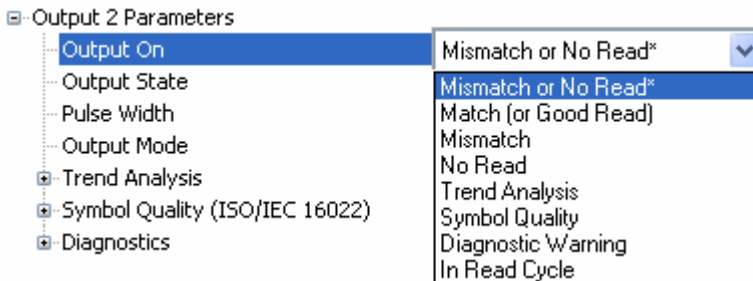 Output 2 Parameters
Output On
Mismatch or No Read*
Output State
Pulse Width
Output Mode
Trend Analysis
Symbol Quality (ISO/IEC 16022)
Diagnostics
Mismatch or No Read*
Match (or Good Read)
Mismatch
No Read
Trend Analysis
Symbol Quality
Diagnostic Warning
In Read Cycle